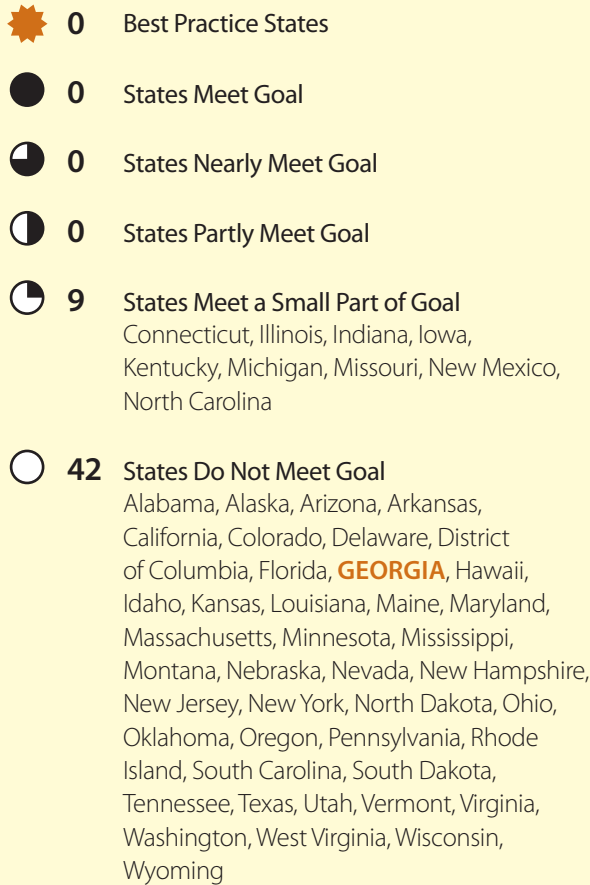 0 Best Practice States
0 States Meet Goal
0 States Nearly Meet Goal
0 States Partly Meet Goal
9 States Meet a Small Part of Goal
Connecticut, Illinois, Indiana, Iowa,
Kentucky, Michigan, Missouri, New Mexico,
North Carolina
42 States Do Not Meet Goal
Alabama, Alaska, Arizona, Arkansas,
California, Colorado, Delaware, District
of Columbia, Florida, GEORGIA, Hawaii,
Idaho, Kansas, Louisiana, Maine, Maryland,
Massachusetts, Minnesota, Mississippi,
Montana, Nebraska, Nevada, New Hampshire,
New Jersey, New York, North Dakota, Ohio,
Oklahoma, Oregon, Pennsylvania, Rhode
Island, South Carolina, South Dakota,
Tennessee, Texas, Utah, Vermont, Virginia,
Washington, West Virginia, Wisconsin,
Wyoming